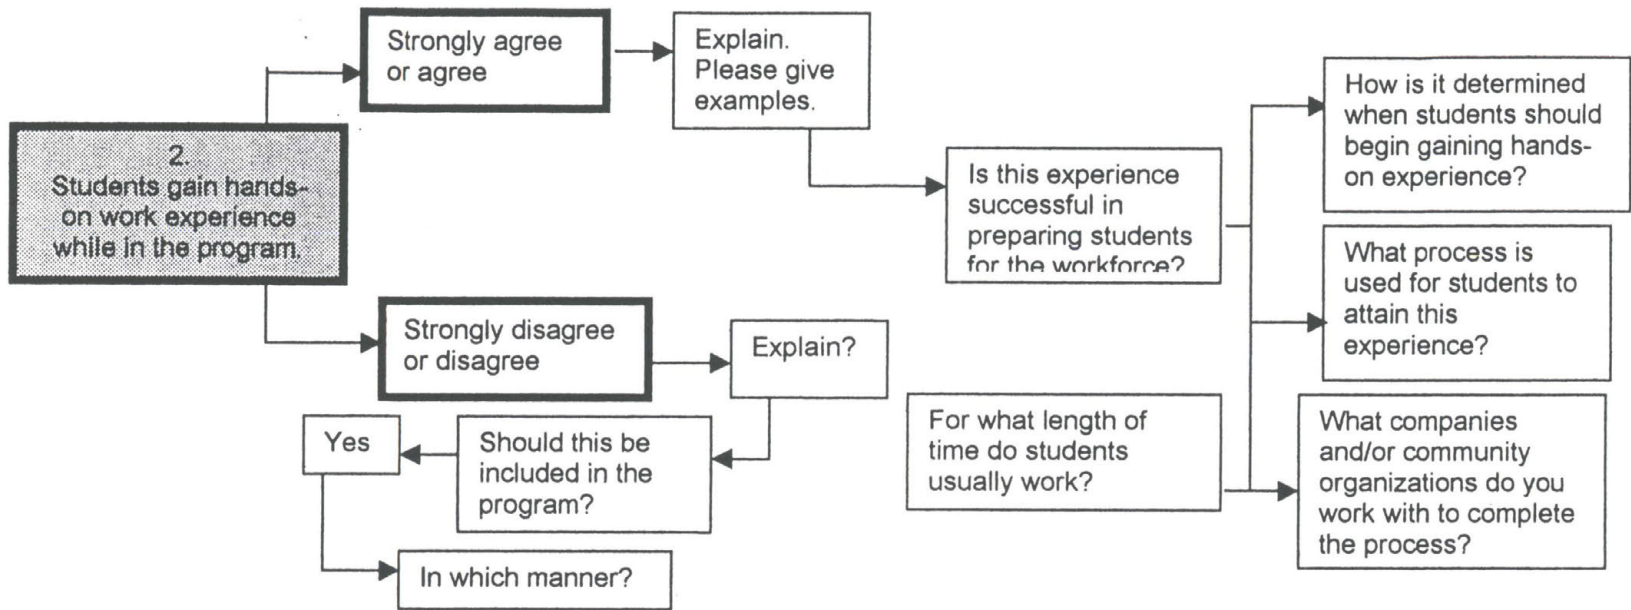 2.
Students gain hands-
on work experience
while in the program.
Strongly agree
or agree
Explain.
Please give
examples.
Is this experience
successful in
preparing students
for the workforce?
How is it determined
when students should
begin gaining hands-
on experience?
What process is
used for students to
attain this
experience?
What companies
and/or community
organizations do you
work with to complete
the process?
For what length of
time do students
usually work?
Strongly disagree
or disagree
Explain?
Should this be
included in the
program?
Yes
In which manner?